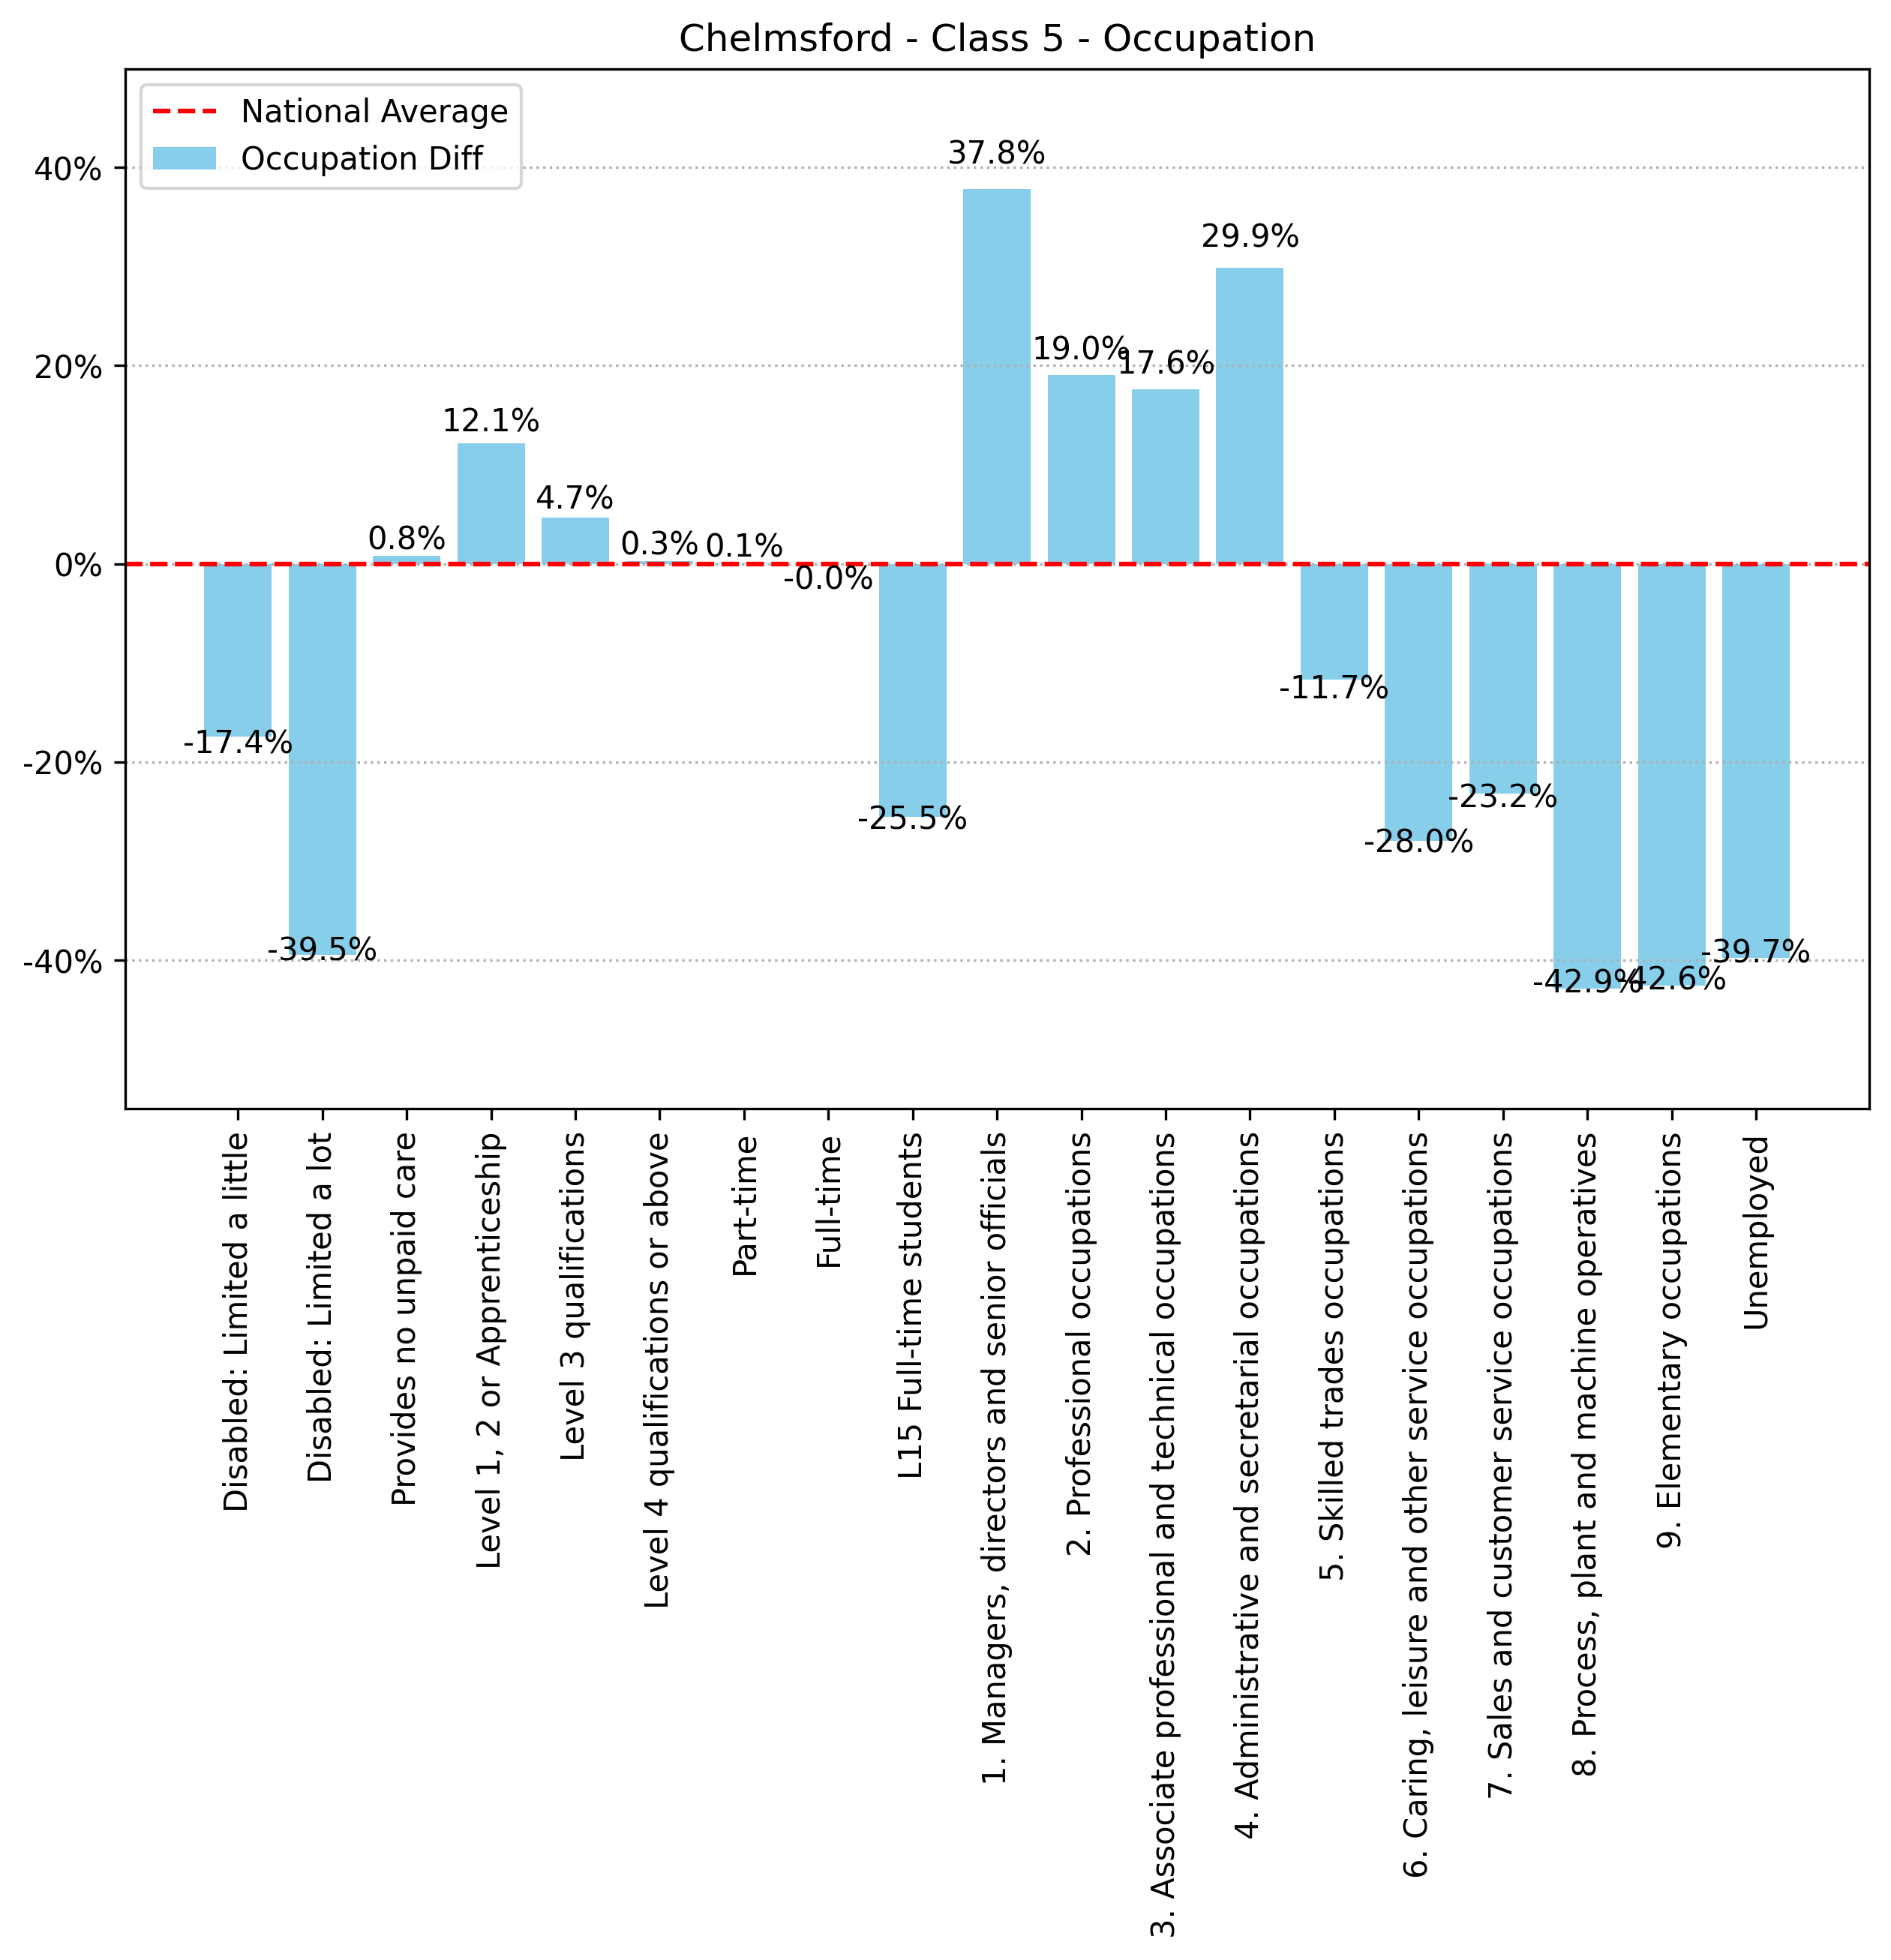 Chelmsford - Class 5 - Occupation
National Average
Occupation Diff
40%
20%
0%
-20%
-40%
-17.4%
-39.5%
0.8%
12.1%
4.7%
0.3%
0.1%
-0.0%
-25.5%
37.8%
19.0%
17.6%
29.9%
-11.7%
-28.0%
-23.2%
-42.9%
-42.6%
-39.7%
Disabled: Limited a little
Disabled: Limited a lot
Provides no unpaid care
Level 1, 2 or Apprenticeship
Level 3 qualifications
Level 4 qualifications or above
Part-time
Full-time
L15 Full-time students
1. Managers, directors and senior officials
2. Professional occupations
3. Associate professional and technical occupations
4. Administrative and secretarial occupations
5. Skilled trades occupations
6. Caring, leisure and other service occupations
7. Sales and customer service occupations
8. Process, plant and machine operatives
9. Elementary occupations
Unemployed